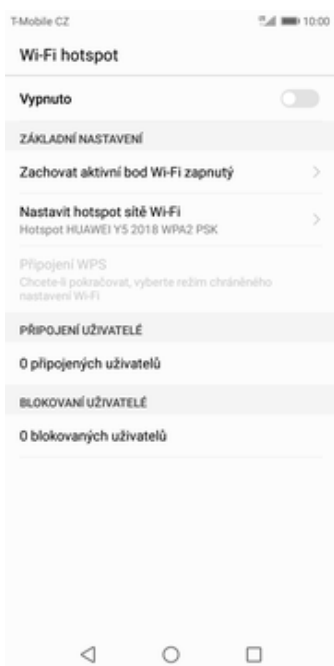 T-Mobile CZ
10:00
Wi-Fi hotspot
Vypnuto
ZÁKLADNÍ NASTAVENÍ
Zachovat aktivní bod Wi-Fi zapnutý
Nastavit hotspot sítě Wi-Fi
Hotspot HUAWEI Y5 2018 WPA2 PSK
Připojení WPS
Chcete-li pokračovat, vyberte režim chráněného
nastavení Wi-Fi
PŘIPOJENÍ UŽIVATELÉ
0 připojených uživatelů
BLOKOVANÍ UŽIVATELÉ
0 blokovaných uživatelů